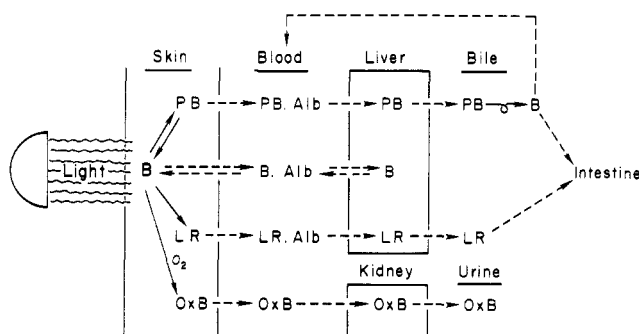 Skin Blood Liver Bile
PB PB. Alb PB PB B
Light B B. Alb B Intestine
LR LR. Alb LR LR
O2
Kidney Urine
OxB OxB OxB OxB